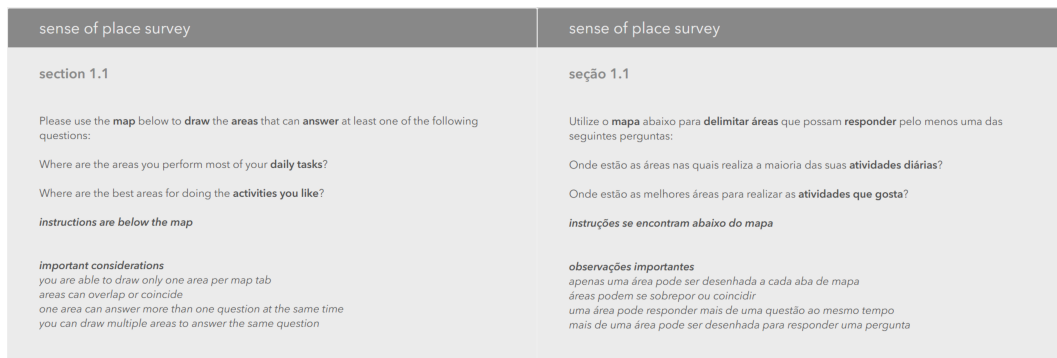 sense of place survey
section 1.1
Please use the map below to draw the areas that can answer at least one of the following
questions:
Where are the areas you perform most of your daily tasks?
Where are the best areas for doing the activities you like?
instructions are below the map
important considerations
you are able to draw only one area per map tab
areas can overlap or coincide
one area can answer more than one question at the same time
you can draw multiple areas to answer the same question
sense of place survey
seção 1.1
Utilize o mapa abaixo para delimitar áreas que possam responder pelo menos uma das
seguintes perguntas:
Onde estão as áreas nas quais realiza a maioria das suas atividades diárias?
Onde estão as melhores áreas para realizar as atividades que gosta?
instruções se encontram abaixo do mapa
observações importantes
apenas uma área pode ser desenhada a cada aba de mapa
áreas podem se sobrepor ou coincidir
uma área pode responder mais de uma questão ao mesmo tempo
mais de uma área pode ser desenhada para responder uma pergunta